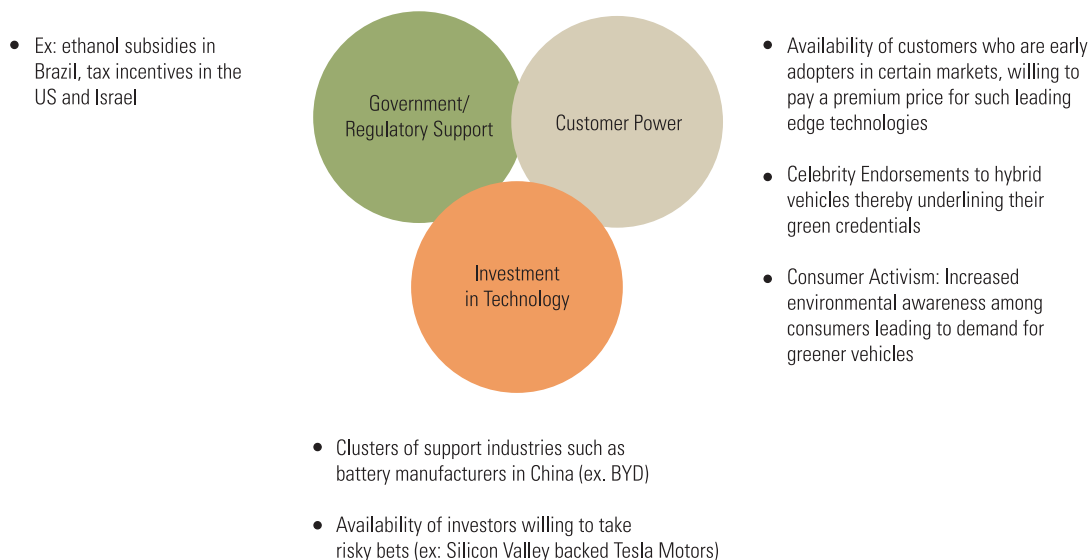 • Ex: ethanol subsidies in
Brazil, tax incentives in the
US and Israel
Government/
Regulatory Support
Customer Power
• Availability of customers who are early
adopters in certain markets, willing to
pay a premium price for such leading
edge technologies
• Celebrity Endorsements to hybrid
vehicles thereby underlining their
green credentials
• Consumer Activism: Increased
environmental awareness among
consumers leading to demand for
greener vehicles
Investment
in Technology
• Clusters of support industries such as
battery manufacturers in China (ex. BYD)
• Availability of investors willing to take
risky bets (ex: Silicon Valley backed Tesla Motors)